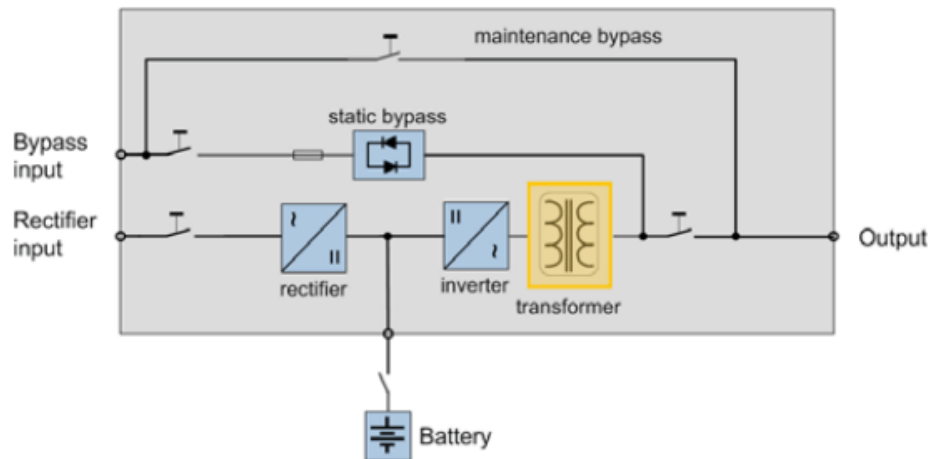 maintenance bypass
static bypass
Bypass
input
Rectifier
input
rectifier
inverter
transformer
Output
Battery